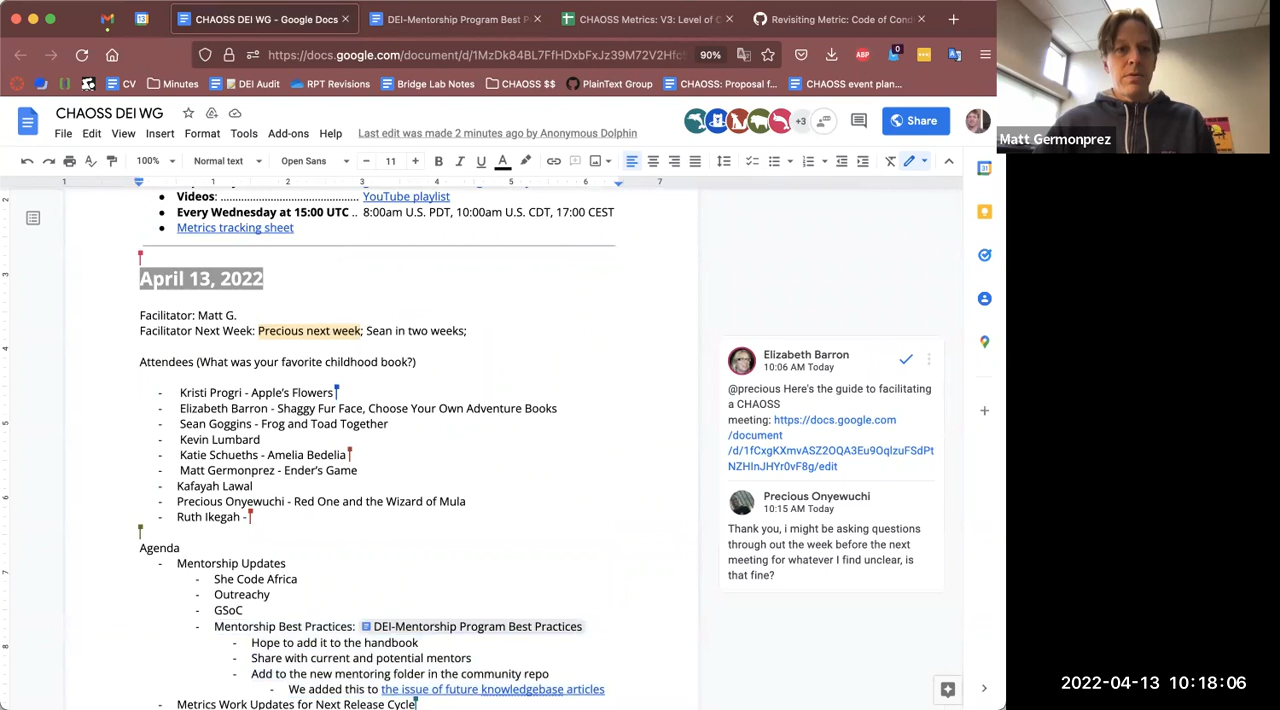 CHAOSS DEI WG - Google Docs
DEI-Mentorship Program Best P
CHAOSS Metrics: V3: Level of C
Revisiting Metric: Code of Cond
https://docs.google.com/document/d/1MzDk84BL7FfHDxbFxJz39M72V2Hfc
90%
ABP
0
CV
Minutes
DEI Audit
RPT Revisions
Bridge Lab Notes
CHAOSS $$
PlainText Group
CHAOSS: Proposal f...
CHAOSS event plan...
CHAOSS DEI WG
File Edit View Insert Format Tools Add-ons Help Last edit was made 2 minutes ago by Anonymous Dolphin
+3
Share
100% Normal text Open Sans 11
1 1 2 3 4 5 6 7
Videos: .......................................... YouTube playlist
Every Wednesday at 15:00 UTC .. 8:00am U.S. PDT, 10:00am U.S. CDT, 17:00 CEST
Metrics tracking sheet
April 13, 2022
Facilitator: Matt G.
Facilitator Next Week: Precious next week; Sean in two weeks;
Attendees (What was your favorite childhood book?)
- Kristi Progri - Apple's Flowers
- Elizabeth Barron - Shaggy Fur Face, Choose Your Own Adventure Books
- Sean Goggins - Frog and Toad Together
- Kevin Lumbard
- Katie Schueths - Amelia Bedelia
- Matt Germonprez - Ender's Game
- Kafayah Lawal
- Precious Onyewuchi - Red One and the Wizard of Mula
- Ruth Ikegah -
Agenda
- Mentorship Updates
- She Code Africa
- Outreachy
- GSoC
- Mentorship Best Practices: DEI-Mentorship Program Best Practices
- Hope to add it to the handbook
- Share with current and potential mentors
- Add to the new mentoring folder in the community repo
- We added this to the issue of future knowledgebase articles
- Metrics Work Updates for Next Release Cycle
Elizabeth Barron
10:06 AM Today
@precious Here's the guide to facilitating
a CHAOSS
meeting: https://docs.google.com
/document
/d/1fCxgKXmvASZ2OQA3Eu9OqlzuFSdPt
NZHInJHYr0vF8g/edit
Precious Onyewuchi
10:15 AM Today
Thank you, i might be asking questions
through out the week before the next
meeting for whatever I find unclear, is
that fine?
Matt Germonprez
2022-04-13 10:18:06